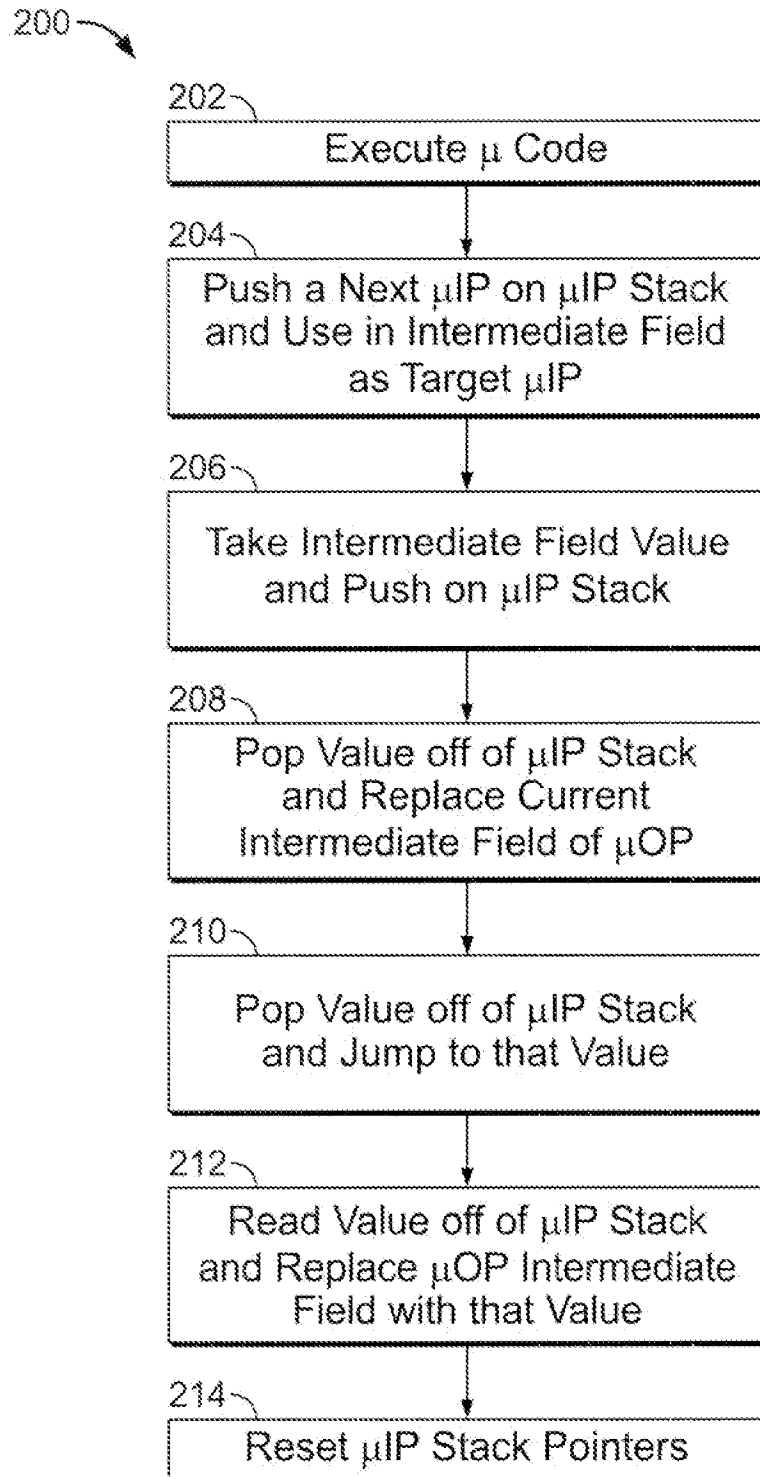 200
202
Execute μ Code
204
Push a Next μIP on μIP Stack
and Use in Intermediate Field
as Target μIP
206
Take Intermediate Field Value
and Push on μIP Stack
208
Pop Value off of μIP Stack
and Replace Current
Intermediate Field of μOP
210
Pop Value off of μIP Stack
and Jump to that Value
212
Read Value off of μIP Stack
and Replace μOP Intermediate
Field with that Value
214
Reset μIP Stack Pointers